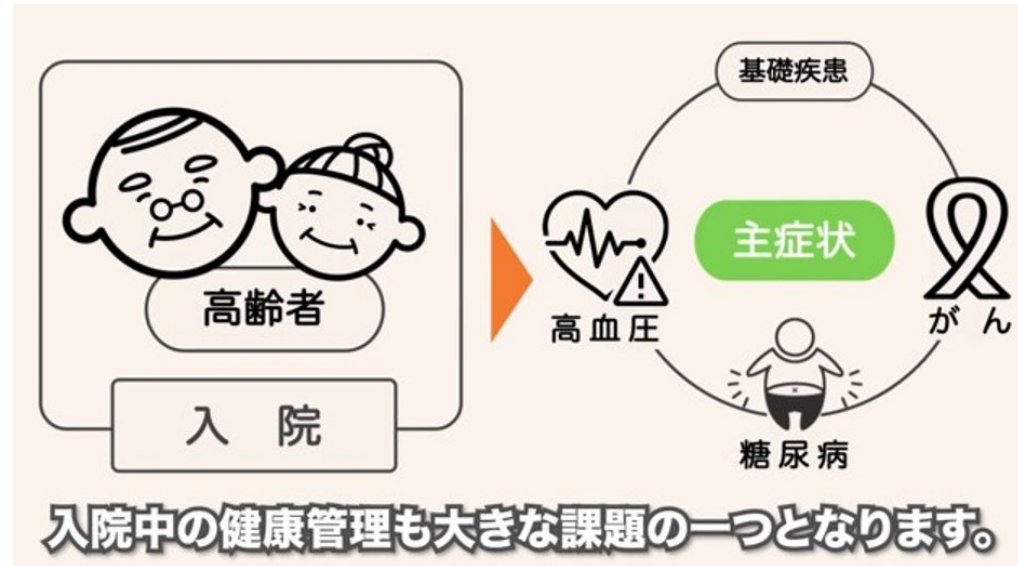 高齢者
入院
基礎疾患
主症状
高血圧
がん
糖尿病
入院中の健康管理も大きな課題の一つとなります。